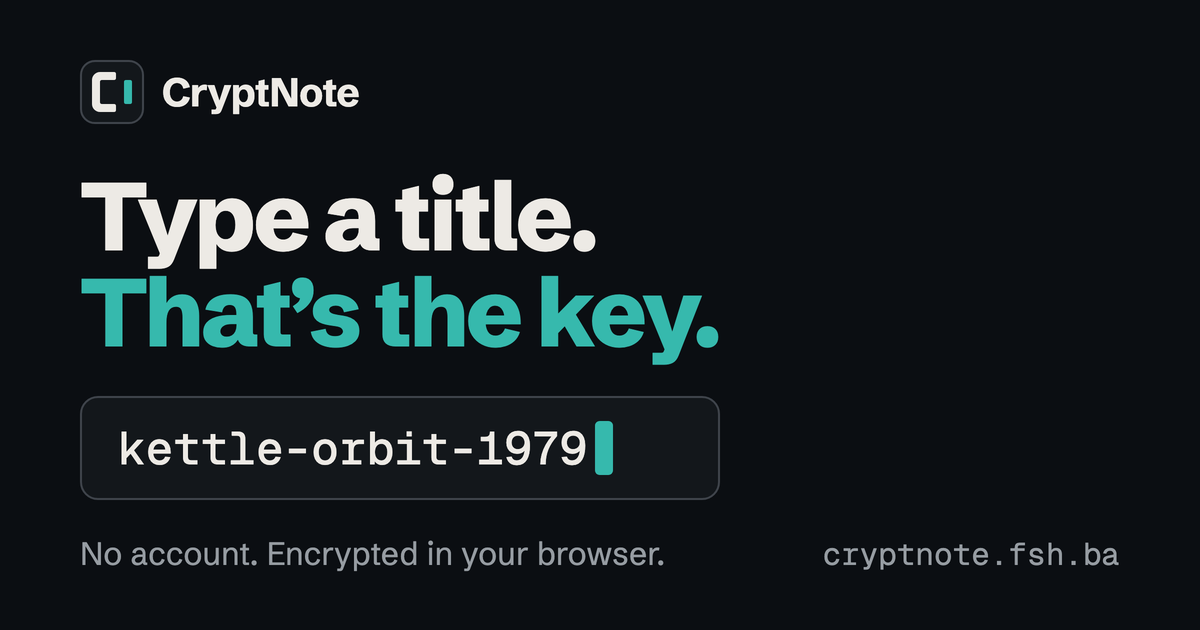 CryptNote
Type a title.
That’s the key.
kettle-orbit-1979
No account. Encrypted in your browser.
cryptnote.fsh.ba